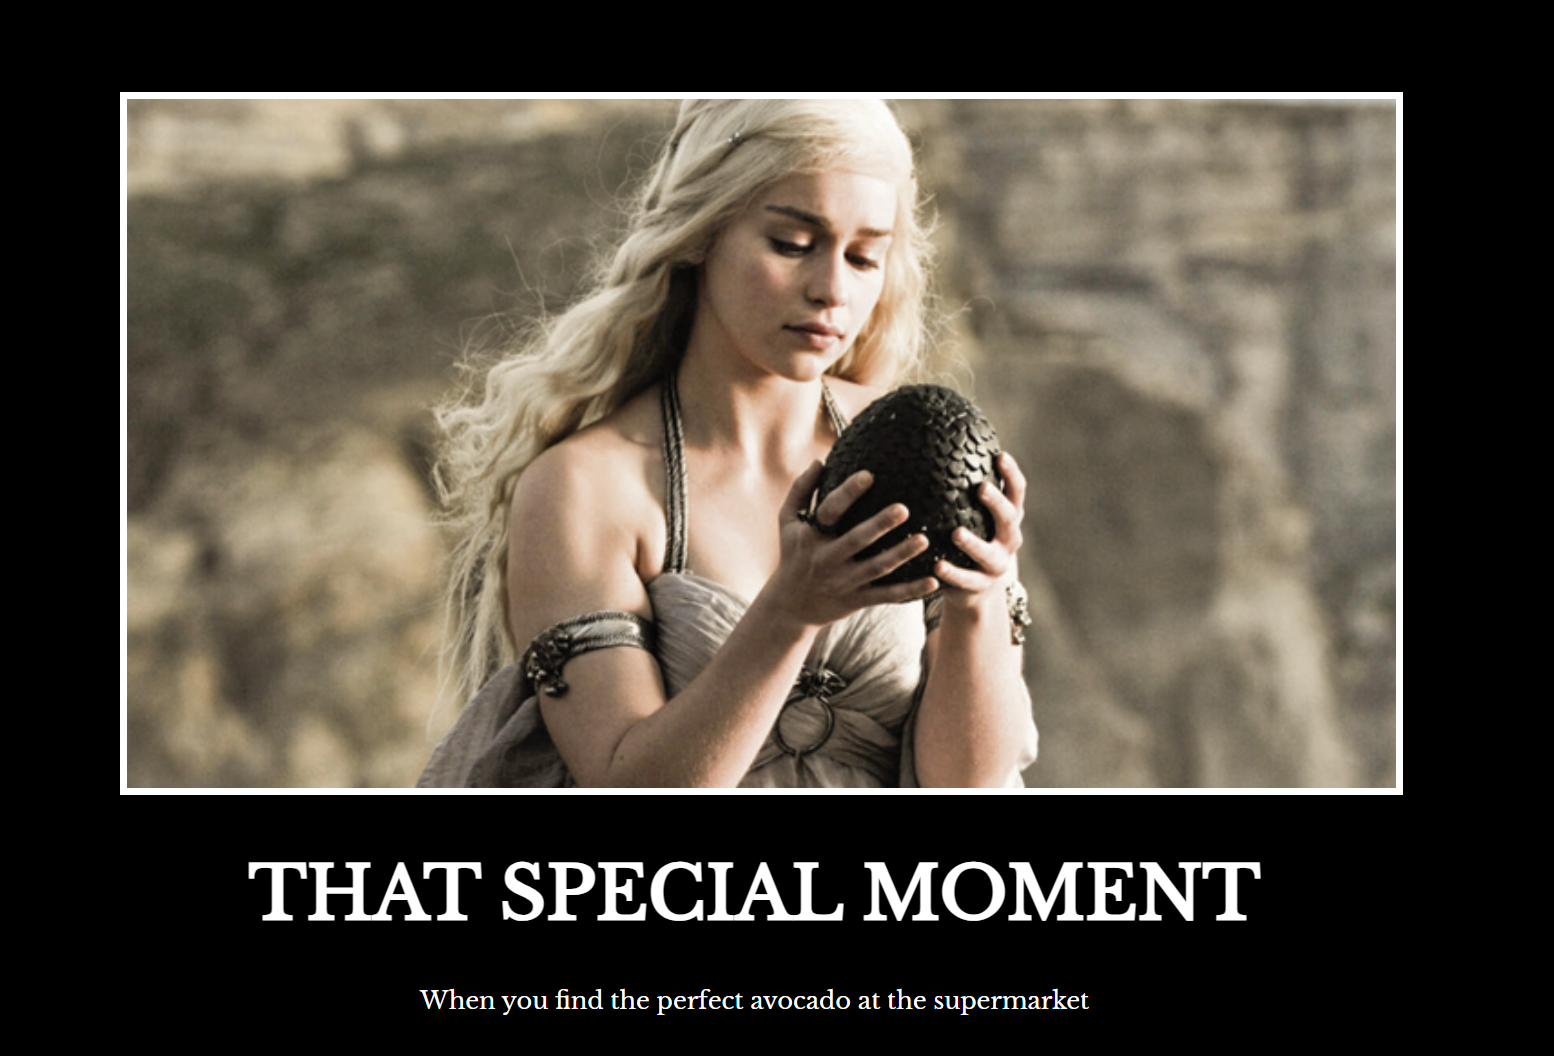 THAT SPECIAL MOMENT
When you find the perfect avocado at the supermarket